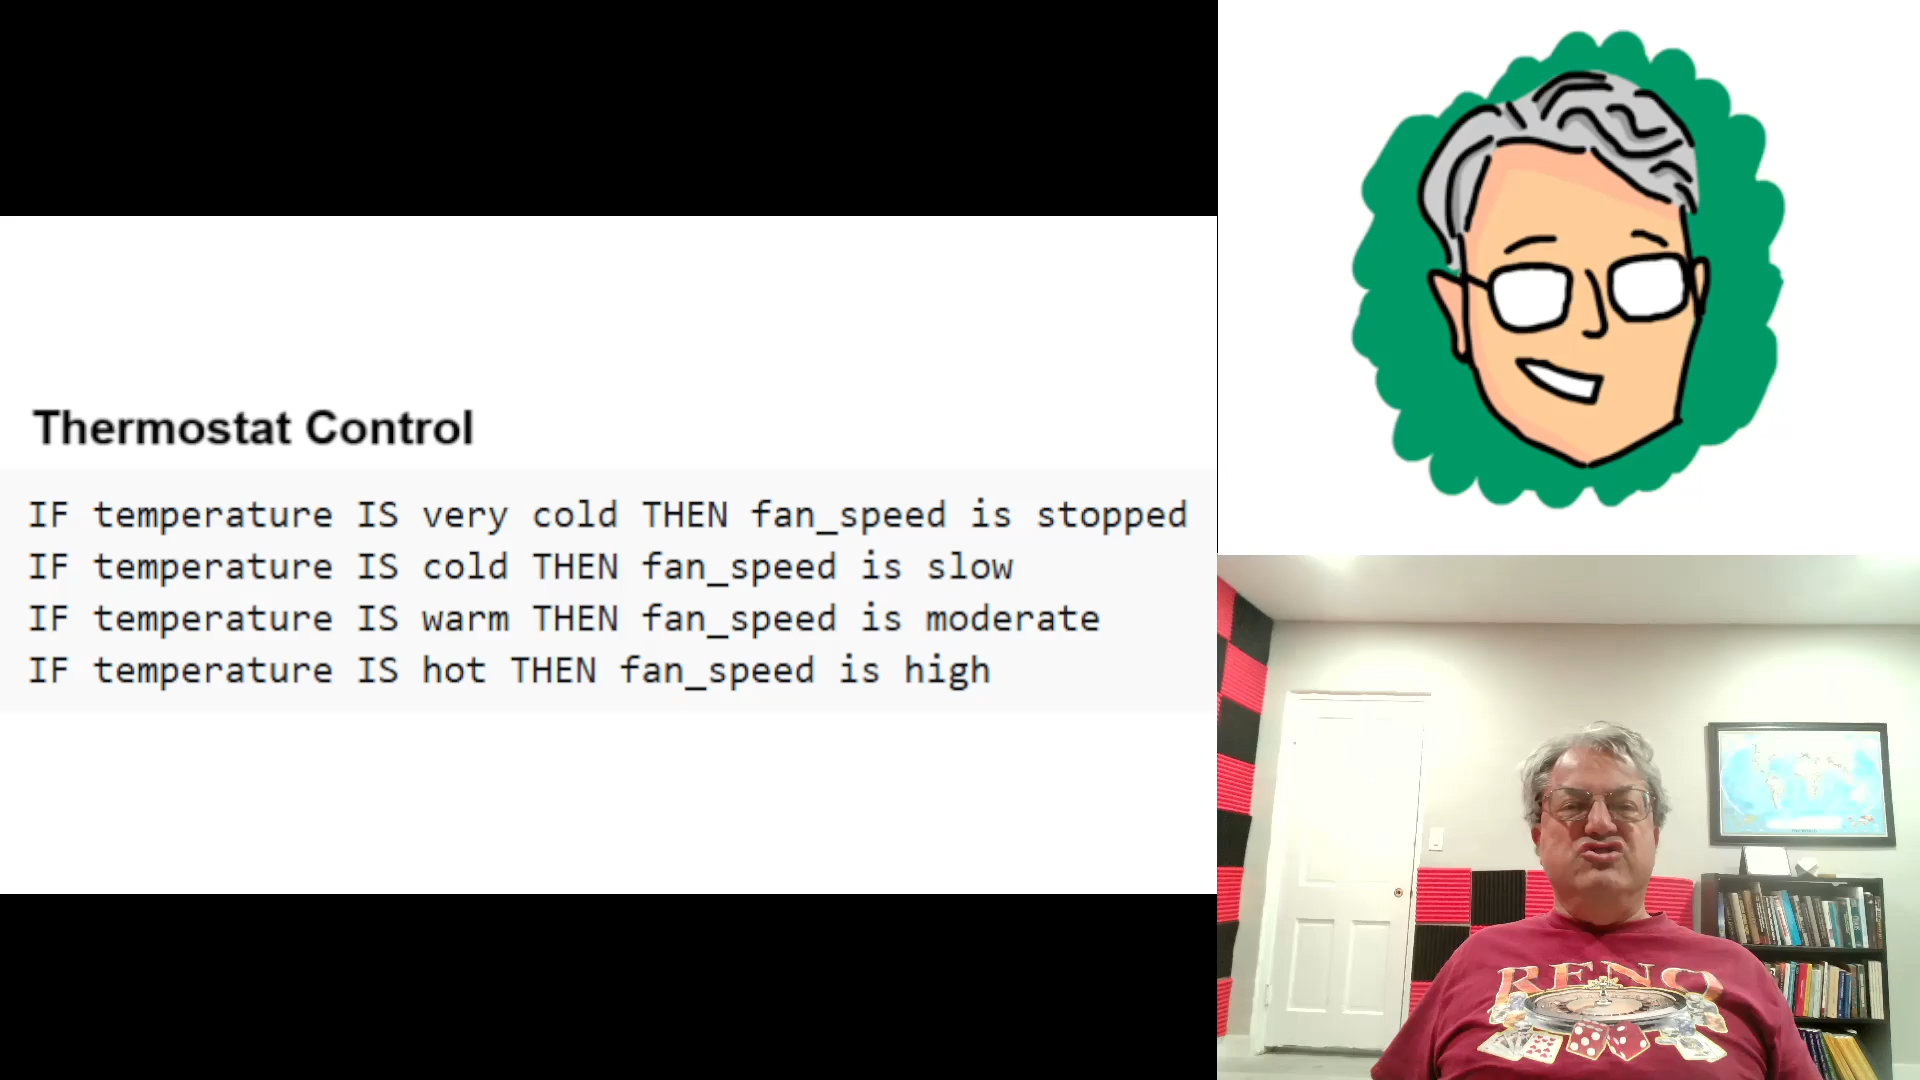 Thermostat Control
IF temperature IS very cold THEN fan_speed is stopped
IF temperature IS cold THEN fan_speed is slow
IF temperature IS warm THEN fan_speed is moderate
IF temperature IS hot THEN fan_speed is high
RENO